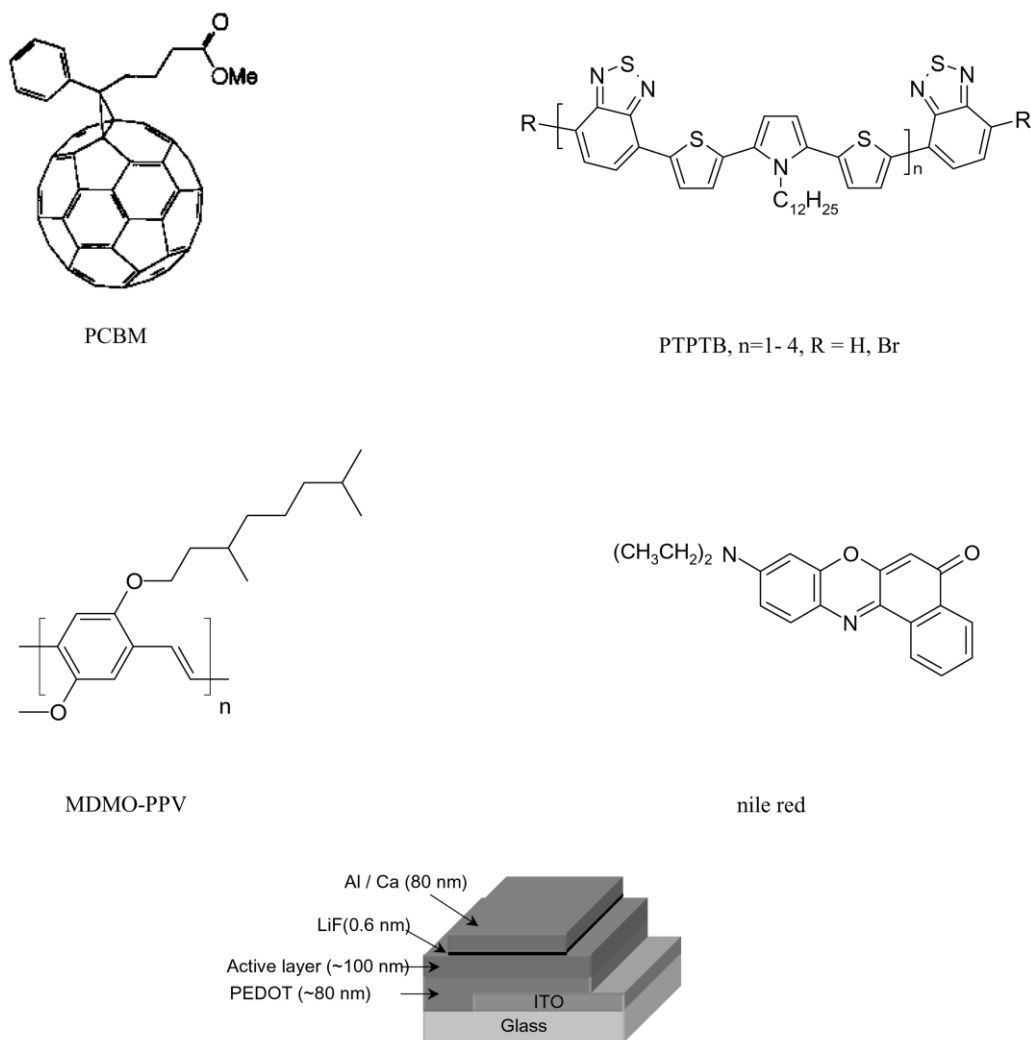 O
OMe
PCBM
N S N
N S N
R
S
S
R
N
n
C12H25
PTPTB, n=1- 4, R = H, Br
O
O
n
MDMO-PPV
(CH3CH2)2 N
O
O
N
nile red
Al / Ca (80 nm)
LiF(0.6 nm)
Active layer (~100 nm)
PEDOT (~80 nm)
ITO
Glass